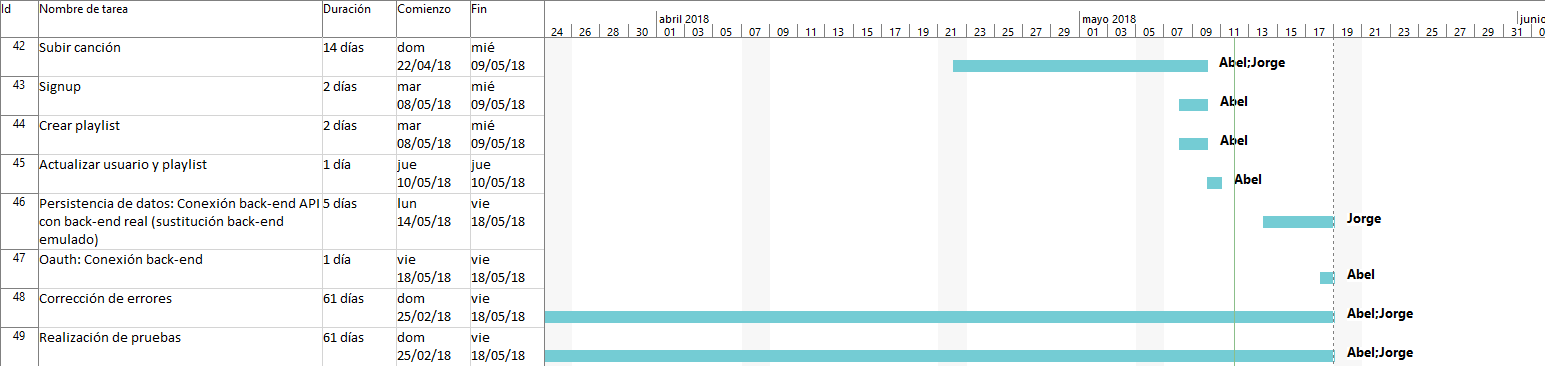 Id Nombre de tarea Duración Comienzo Fin
abril 2018 mayo 2018 junio
24 26 28 30 01 03 05 07 09 11 13 15 17 19 21 23 25 27 29 01 03 05 07 09 11 13 15 17 19 21 23 25 27 29 31 0
42 Subir canción 14 días dom mié
22/04/18 09/05/18 Abel;Jorge
43 Signup 2 días mar mié
08/05/18 09/05/18 Abel
44 Crear playlist 2 días mar mié
08/05/18 09/05/18 Abel
45 Actualizar usuario y playlist 1 día jue jue
10/05/18 10/05/18 Abel
46 Persistencia de datos: Conexión back-end API 5 días lun vie
con back-end real (sustitución back-end 14/05/18 18/05/18 Jorge
emulado)
47 Oauth: Conexión back-end 1 día vie vie
18/05/18 18/05/18 Abel
48 Corrección de errores 61 días dom vie
25/02/18 18/05/18 Abel;Jorge
49 Realización de pruebas 61 días dom vie
25/02/18 18/05/18 Abel;Jorge